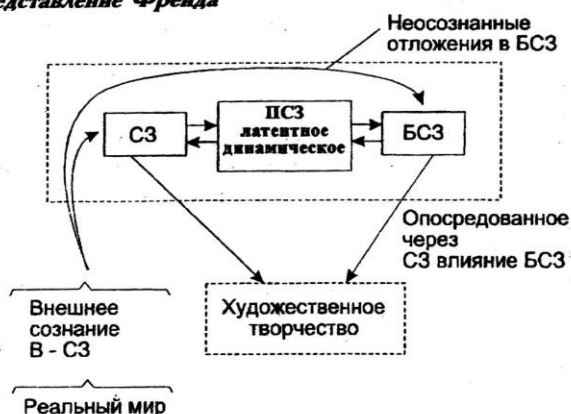 Фрейда
Неосознанные
отложения в БСЗ
СЗ
ПСЗ
латентное
динамическое
БСЗ
Опосредованное
через
СЗ влияние БСЗ
Внешнее
сознание
В - СЗ
Художественное
творчество
Реальный мир